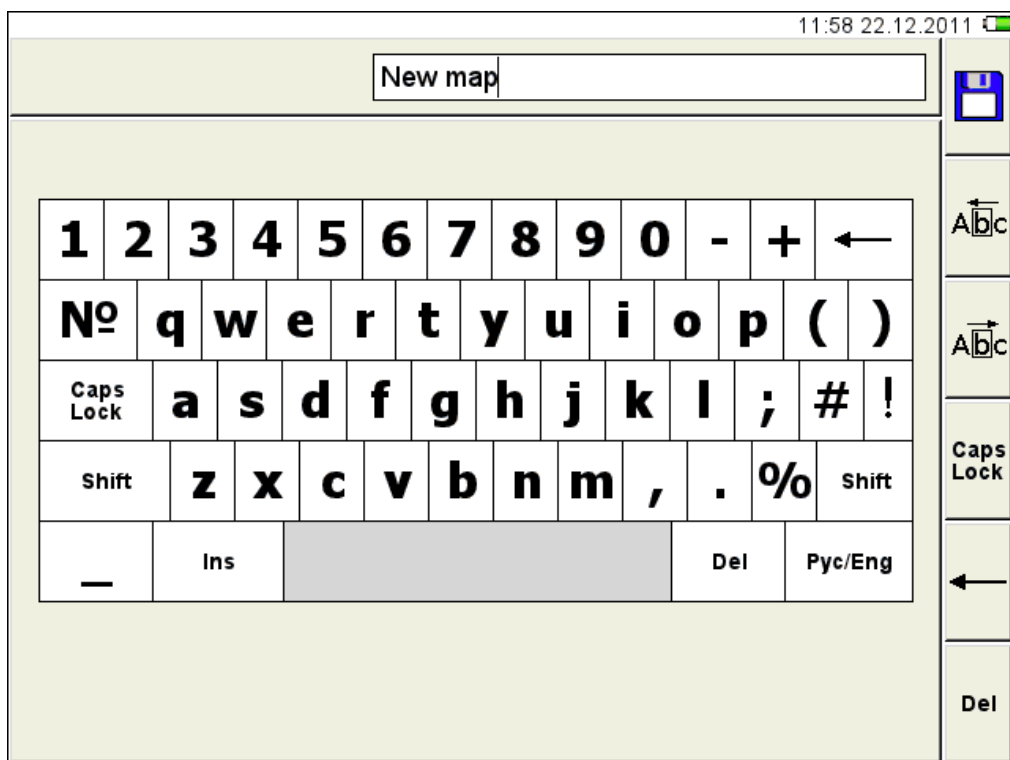 11:58 22.12.2011
New map
1 2 3 4 5 6 7 8 9 0 - + ←
№ q w e r t y u i o p ( )
Caps Lock a s d f g h j k l ; # !
Shift z x c v b n m , . % Shift
_ Ins Del Рус/Eng
Abc
Abc
Caps
Lock
←
Del